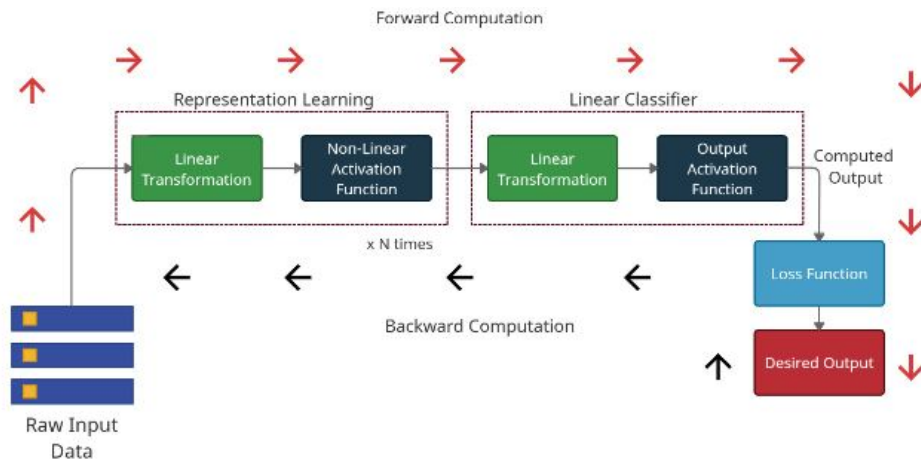 Forward Computation
Representation Learning
Linear Classifier
Linear
Transformation
Non-Linear
Activation
Function
Linear
Transformation
Output
Activation
Function
Computed
Output
x N times
Loss Function
Backward Computation
Desired Output
Raw Input
Data